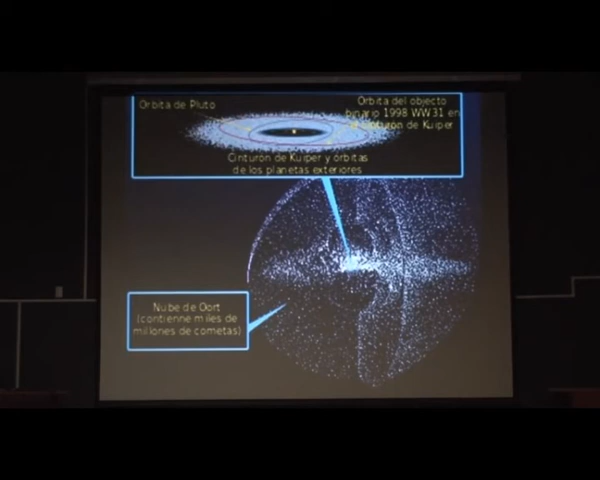 Orbita de Pluto
Orbita del objecto
binario 1998 WW31 en
el Cinturon de Kuiper
Cinturon de Kuiper y orbitas
de los planetas exteriores
Nube de Oort
(contienne miles de
millones de cometas)